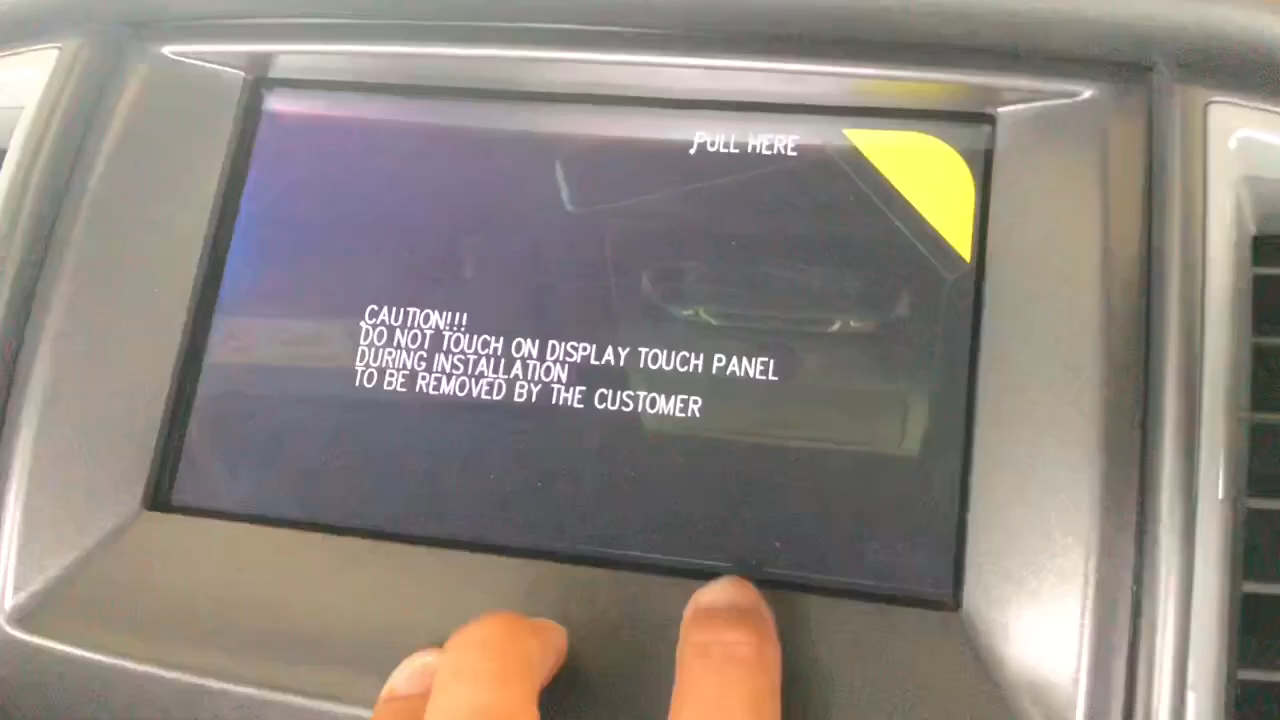 PULL HERE
CAUTION!!!
DO NOT TOUCH ON DISPLAY TOUCH PANEL
DURING INSTALLATION
TO BE REMOVED BY THE CUSTOMER